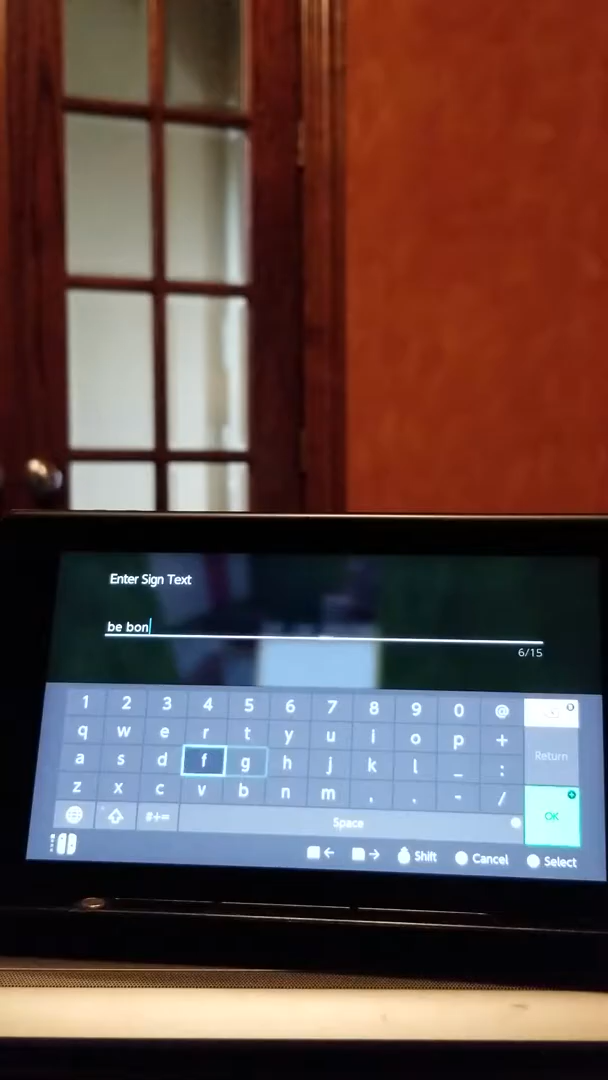 Enter Sign Text
be bon
6/15
1 2 3 4 5 6 7 8 9 0 @
q w e r t y u i o p +
Return
a s d f g h j k l _ :
z x c v b n m , . - /
OK
#+= Space
← → Shift Cancel Select